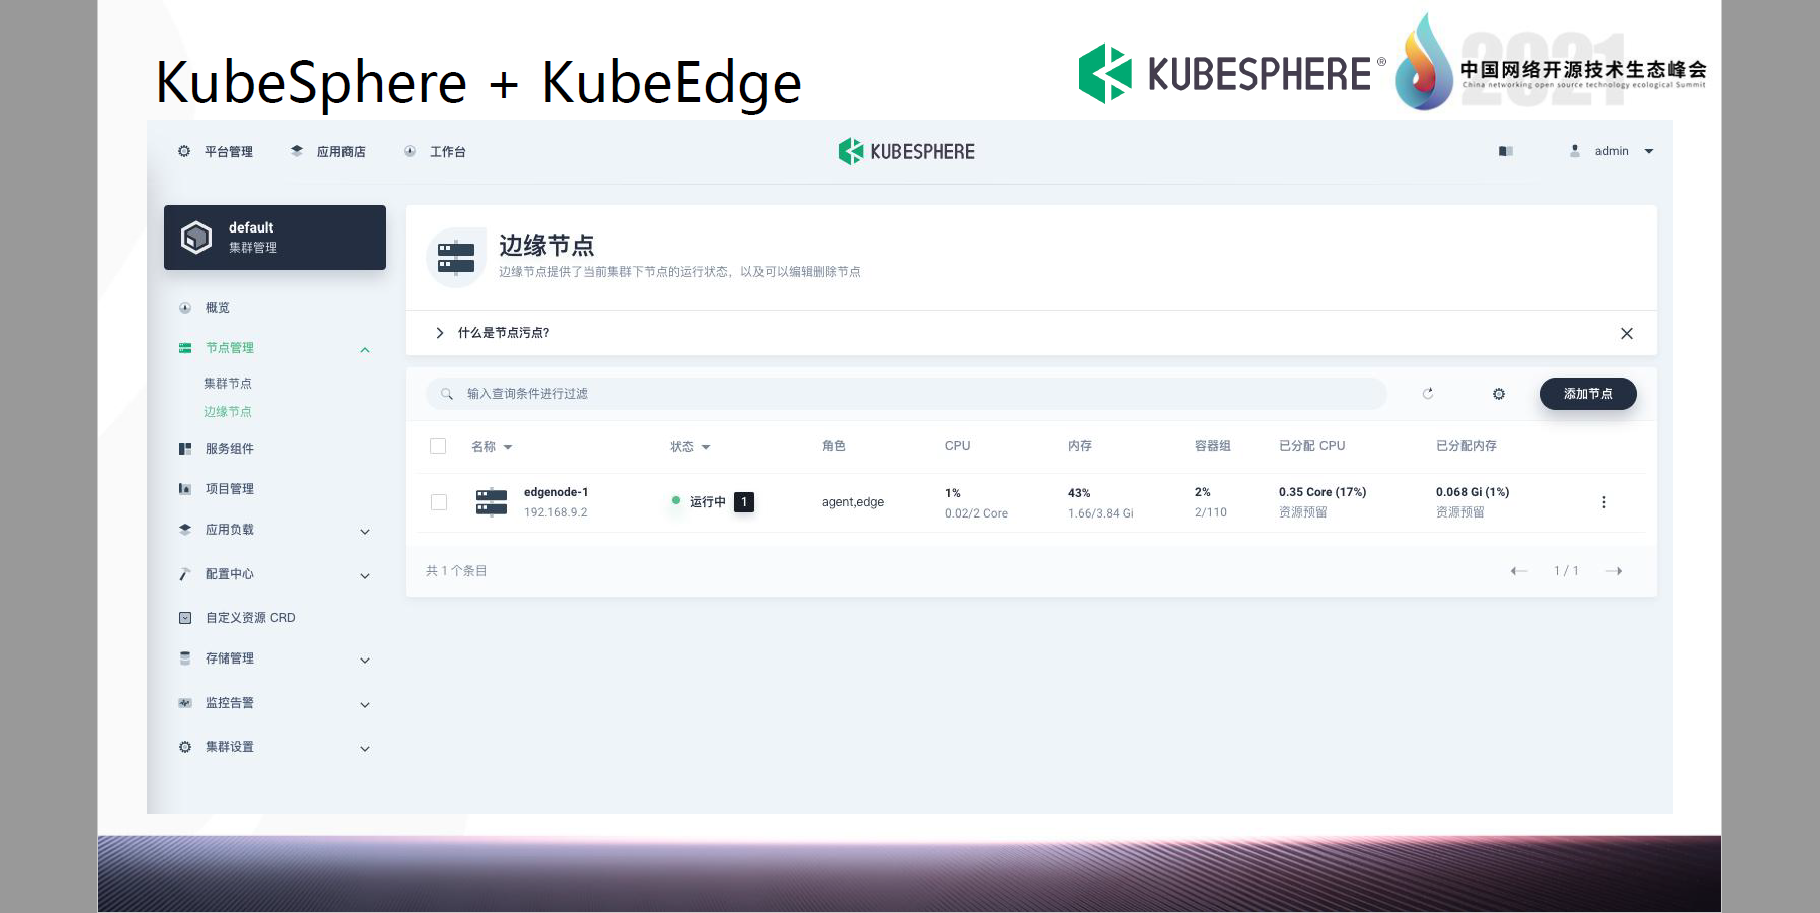 KubeSphere + KubeEdge
KUBESPHERE®
2021
中国网络开源技术生态峰会
China networking open source technology ecological Summit
平台管理 应用商店 工作台
KUBESPHERE
admin
default
集群管理
概览
节点管理
集群节点
边缘节点
服务组件
项目管理
应用负载
配置中心
自定义资源 CRD
存储管理
监控告警
集群设置
边缘节点
边缘节点提供了当前集群下节点的运行状态，以及可以编辑删除节点
什么是节点污点?
输入查询条件进行过滤
添加节点
名称 状态 角色 CPU 内存 容器组 已分配 CPU 已分配内存
edgenode-1 运行中 1 agent,edge 1% 43% 2% 0.35 Core (17%) 0.068 Gi (1%)
192.168.9.2 0.02/2 Core 1.66/3.84 Gi 2/110 资源预留 资源预留
共 1 个条目
1 / 1